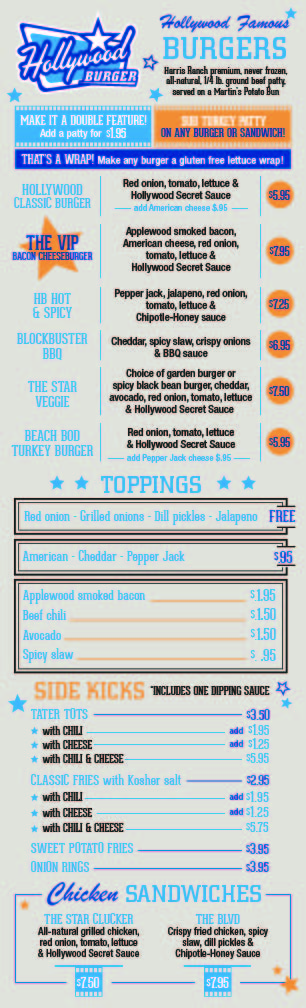 Hollywood
BURGER
Hollywood Famous
BURGERS
Harris Ranch premium, never frozen,
all-natural, 1/4 lb. ground beef patty,
served on a Martin's Potato Bun
MAKE IT A DOUBLE FEATURE!
Add a patty for $1.95
SUB TURKEY PATTY
ON ANY BURGER OR SANDWICH!
THAT'S A WRAP! Make any burger a gluten free lettuce wrap!
HOLLYWOOD
CLASSIC BURGER
Red onion, tomato, lettuce &
Hollywood Secret Sauce
add American cheese $.95
$5.95
THE VIP
BACON CHEESEBURGER
Applewood smoked bacon,
American cheese, red onion,
tomato, lettuce &
Hollywood Secret Sauce
$7.95
HB HOT
& SPICY
Pepper jack, jalapeno, red onion,
tomato, lettuce &
Chipotle-Honey sauce
$7.25
BLOCKBUSTER
BBQ
Cheddar, spicy slaw, crispy onions
& BBQ sauce
$6.95
THE STAR
VEGGIE
Choice of garden burger or
spicy black bean burger, cheddar,
avocado, red onion, tomato, lettuce
& Hollywood Secret Sauce
$7.50
BEACH BOD
TURKEY BURGER
Red onion, tomato, lettuce
& Hollywood Secret Sauce
add Pepper Jack cheese $.95
$5.95
TOPPINGS
Red onion - Grilled onions - Dill pickles - Jalapeno FREE
American - Cheddar - Pepper Jack $.95
Applewood smoked bacon $1.95
Beef chili $1.50
Avocado $1.50
Spicy slaw $ .95
SIDE KICKS *INCLUDES ONE DIPPING SAUCE
TATER TOTS $3.50
with CHILI add $1.95
with CHEESE add $1.25
with CHILI & CHEESE $5.95
CLASSIC FRIES with Kosher salt $2.95
with CHILI add $1.95
with CHEESE add $1.25
with CHILI & CHEESE $5.75
SWEET POTATO FRIES $3.95
ONION RINGS $3.95
Chicken SANDWICHES
THE STAR CLUCKER
All-natural grilled chicken,
red onion, tomato, lettuce
& Hollywood Secret Sauce
$7.50
THE BLVD
Crispy fried chicken, spicy
slaw, dill pickles &
Chipotle-Honey Sauce
$7.95